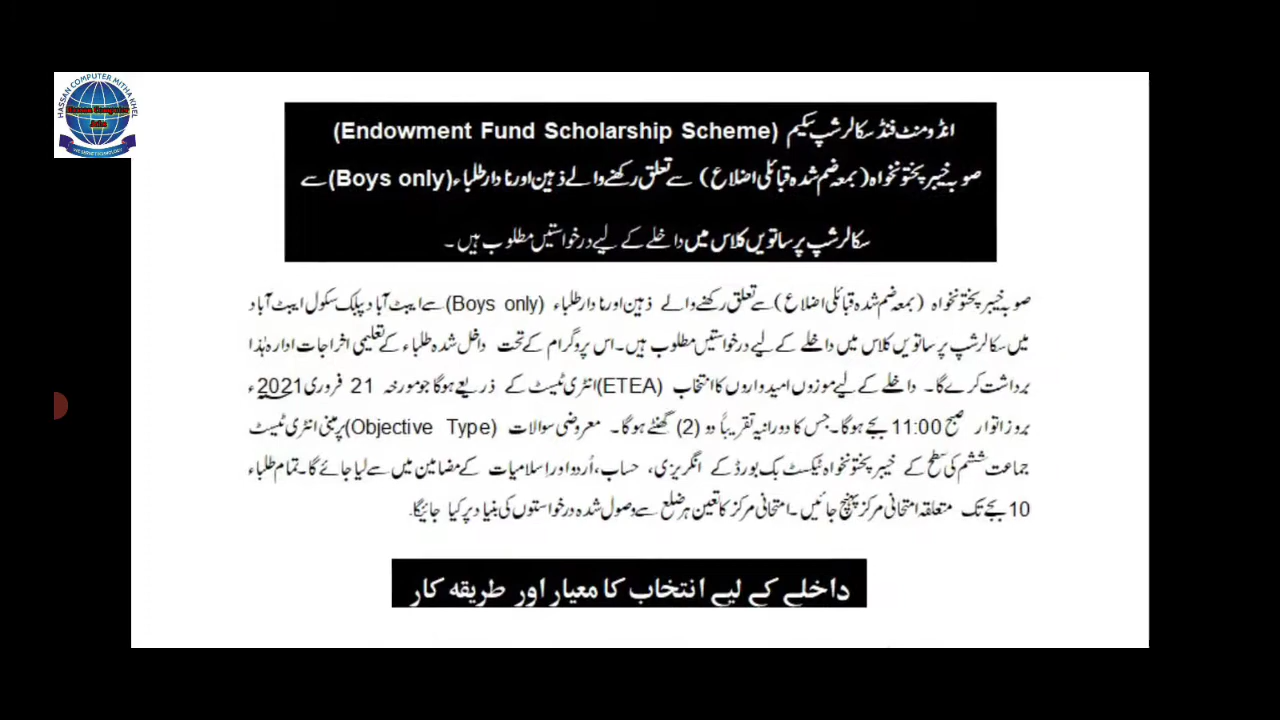 HASSAN COMPUTER MITHA KHEL
انڈومنٹ فنڈ سکالرشپ سکیم (Endowment Fund Scholarship Scheme)
صوبہ خیبر پختونخواہ (بمعہ ضم شدہ قبائلی اضلاع) سے تعلق رکھنے والے ذہین اور نادار طلباء (Boys only) سے
سکالرشپ پر ساتویں کلاس میں داخلے کے لیے درخواستیں مطلوب ہیں۔
صوبہ خیبر پختونخواہ (بمعہ ضم شدہ قبائلی اضلاع) سے تعلق رکھنے والے ذہین اور نادار طلباء (Boys only) سے ایبٹ آباد پبلک سکول ایبٹ آباد
میں سکالرشپ پر ساتویں کلاس میں داخلے کے لیے درخواستیں مطلوب ہیں۔ اس پروگرام کے تحت داخل شدہ طلباء کے تعلیمی اخراجات ادارہ ہٰذا
برداشت کرے گا۔ داخلے کے لیے موزوں امیدواروں کا انتخاب (ETEA) انٹری ٹیسٹ کے ذریعے ہوگا جو مورخہ 21 فروری 2021ء
بروز اتوار صبح 11:00 بجے ہوگا۔ جس کا دورانیہ تقریباً دو (2) گھنٹے ہوگا۔ معروضی سوالات (Objective Type) پر مبنی انٹری ٹیسٹ
جماعت ششم کی سطح کے خیبر پختونخواہ ٹیکسٹ بک بورڈ کے انگریزی، حساب، اُردو اور اسلامیات کے مضامین میں سے لیا جائے گا۔ تمام طلباء
10 بجے تک متعلقہ امتحانی مرکز پہنچ جائیں۔ امتحانی مرکز کا تعین ہر ضلع سے وصول شدہ درخواستوں کی بنیاد پر کیا جائیگا.
داخلے کے لیے انتخاب کا معیار اور طریقہ کار